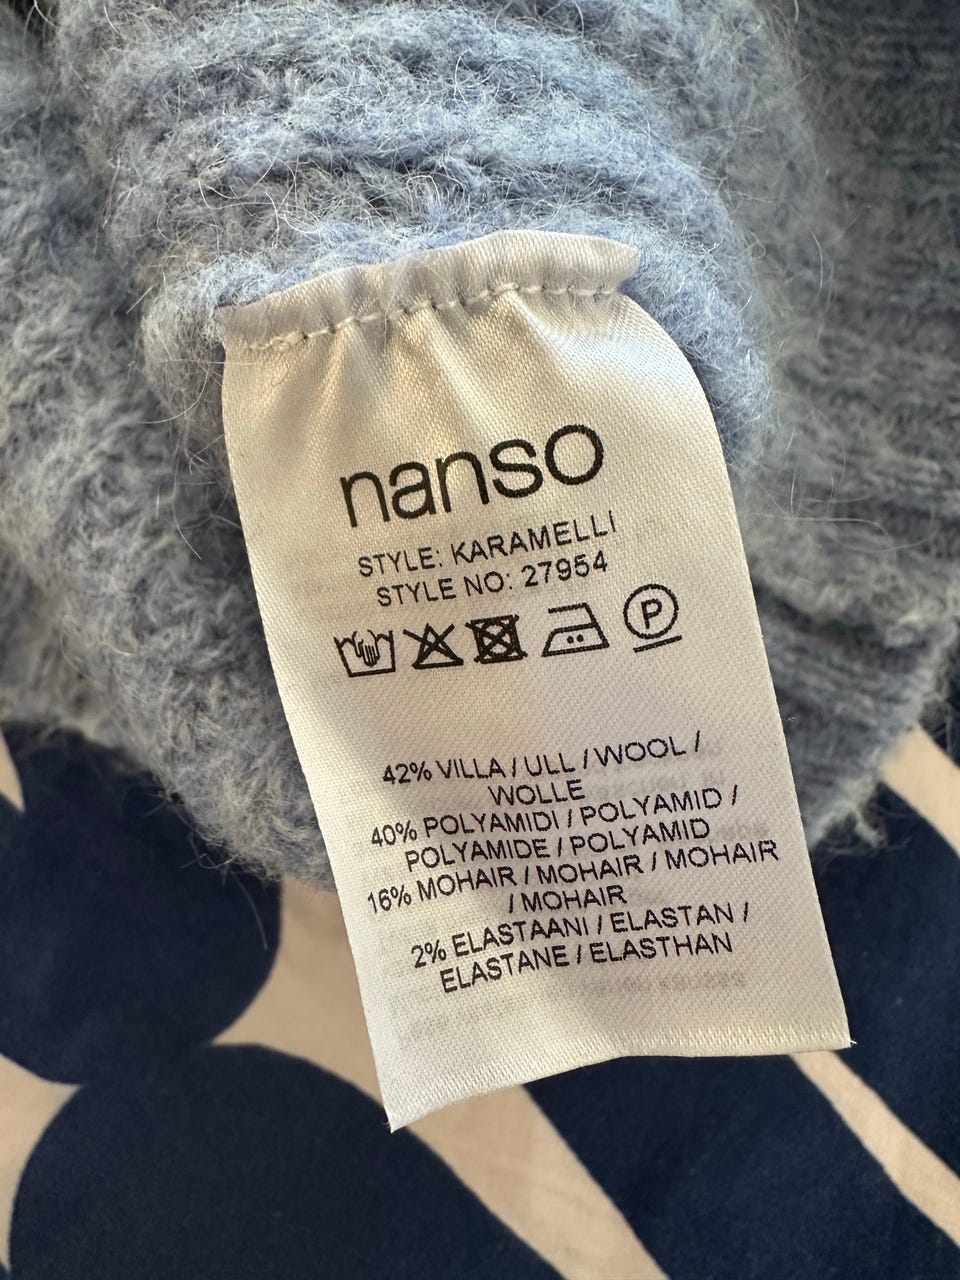 nanso
STYLE: KARAMELLI
STYLE NO: 27954
P
42% VILLA / ULL / WOOL /
WOLLE
40% POLYAMIDI / POLYAMID /
POLYAMIDE / POLYAMID
16% MOHAIR / MOHAIR / MOHAIR
/ MOHAIR
2% ELASTAANI / ELASTAN /
ELASTANE / ELASTHAN